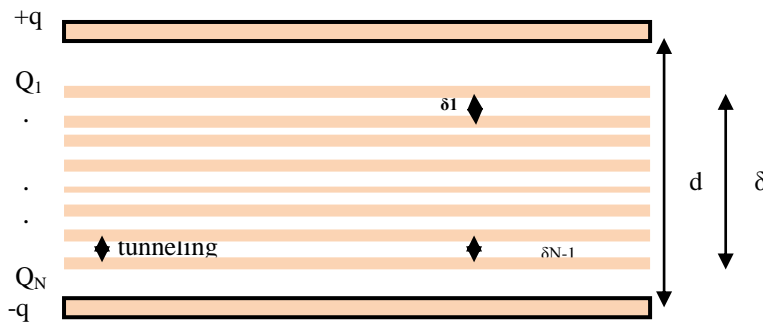 +q
Q1
δ1
.
d
δ
.
.
tunneling
δN-1
QN
-q